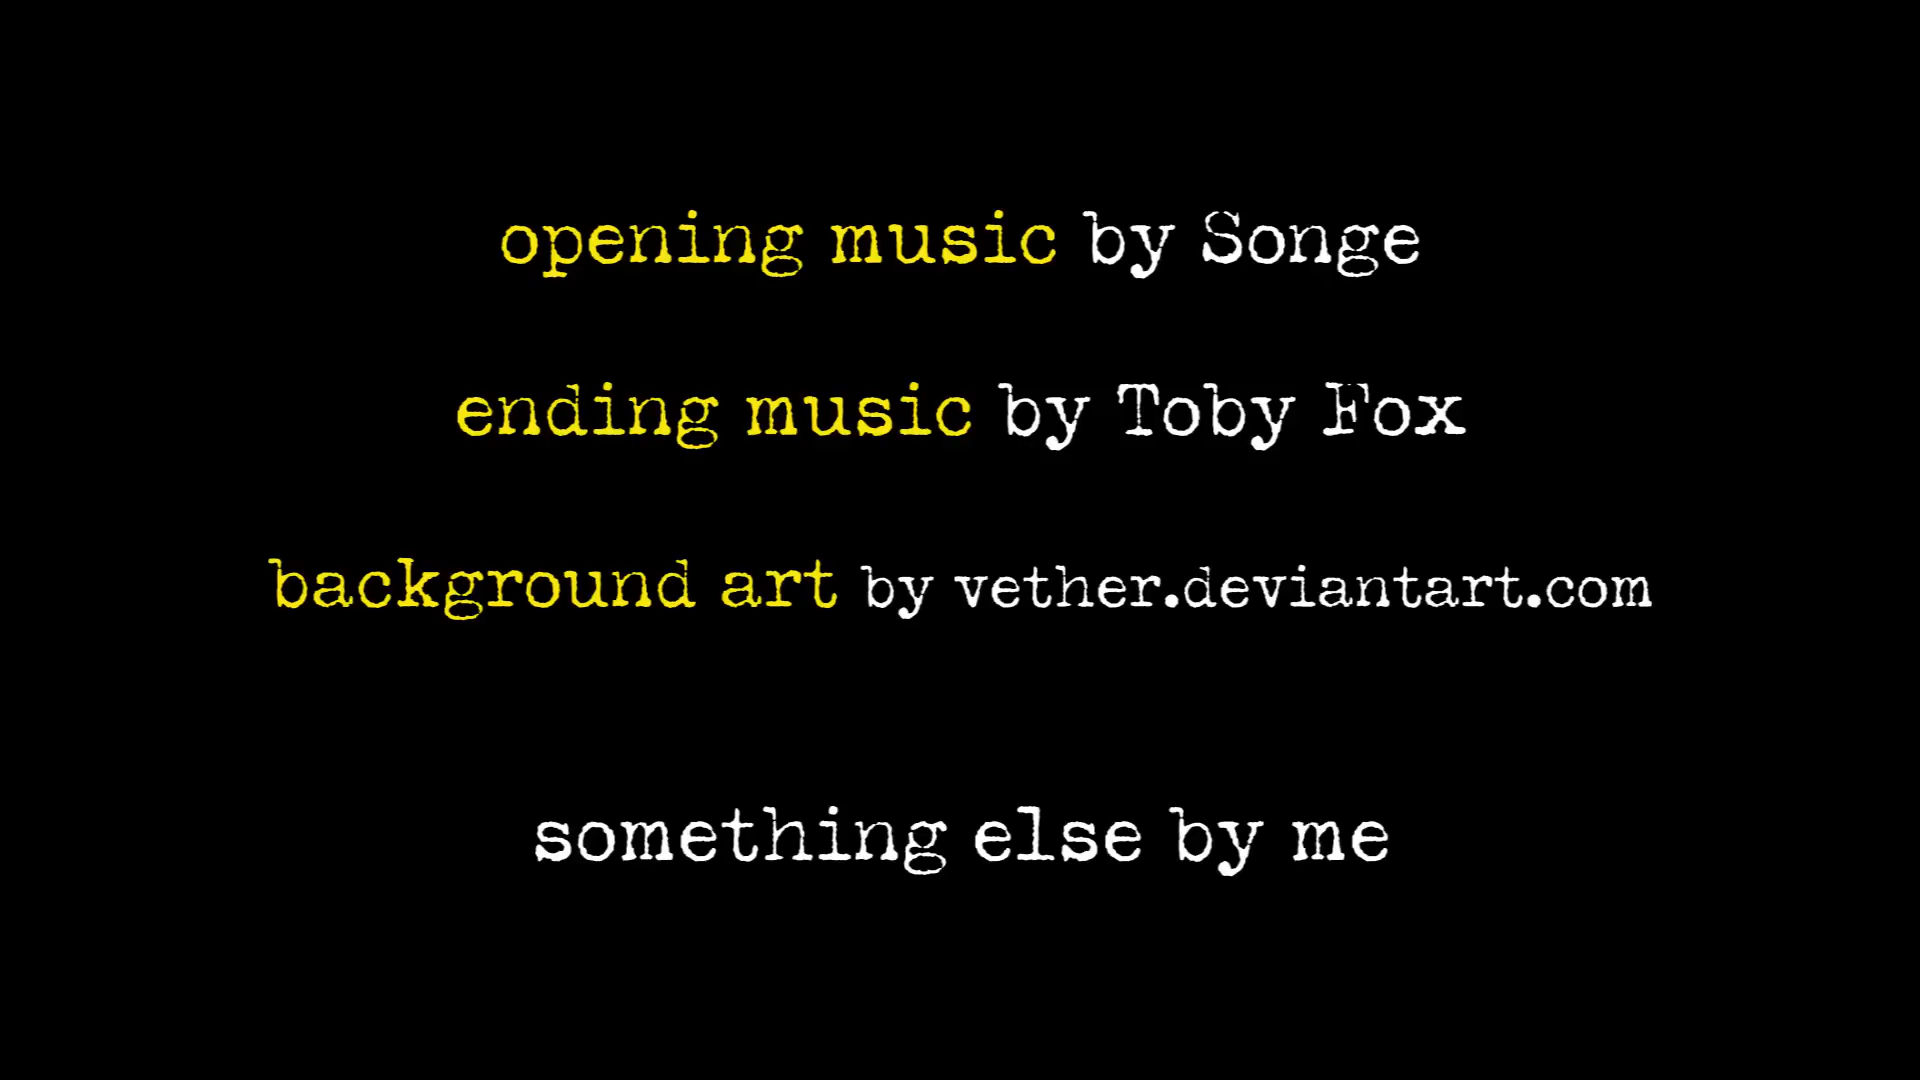 opening music by Songe
ending music by Toby Fox
background art by vether.deviantart.com
something else by me